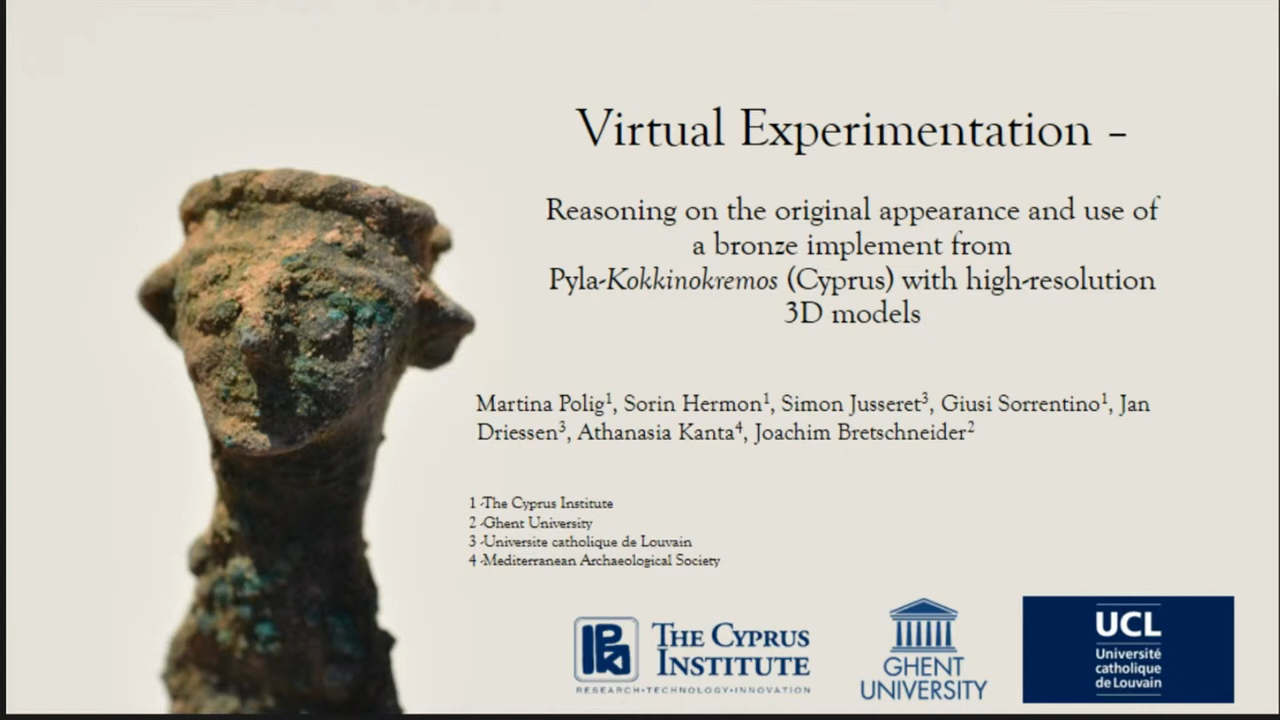 Virtual Experimentation –
Reasoning on the original appearance and use of
a bronze implement from
Pyla-Kokkinokremos (Cyprus) with high-resolution
3D models
Martina Polig¹, Sorin Hermon¹, Simon Jusseret³, Giusi Sorrentino¹, Jan
Driessen³, Athanasia Kanta⁴, Joachim Bretschneider²
1 -The Cyprus Institute
2 -Ghent University
3 -Universite catholique de Louvain
4 -Mediterranean Archaeological Society
THE CYPRUS
INSTITUTE
RESEARCH•TECHNOLOGY•INNOVATION
GHENT
UNIVERSITY
UCL
Université
catholique
de Louvain